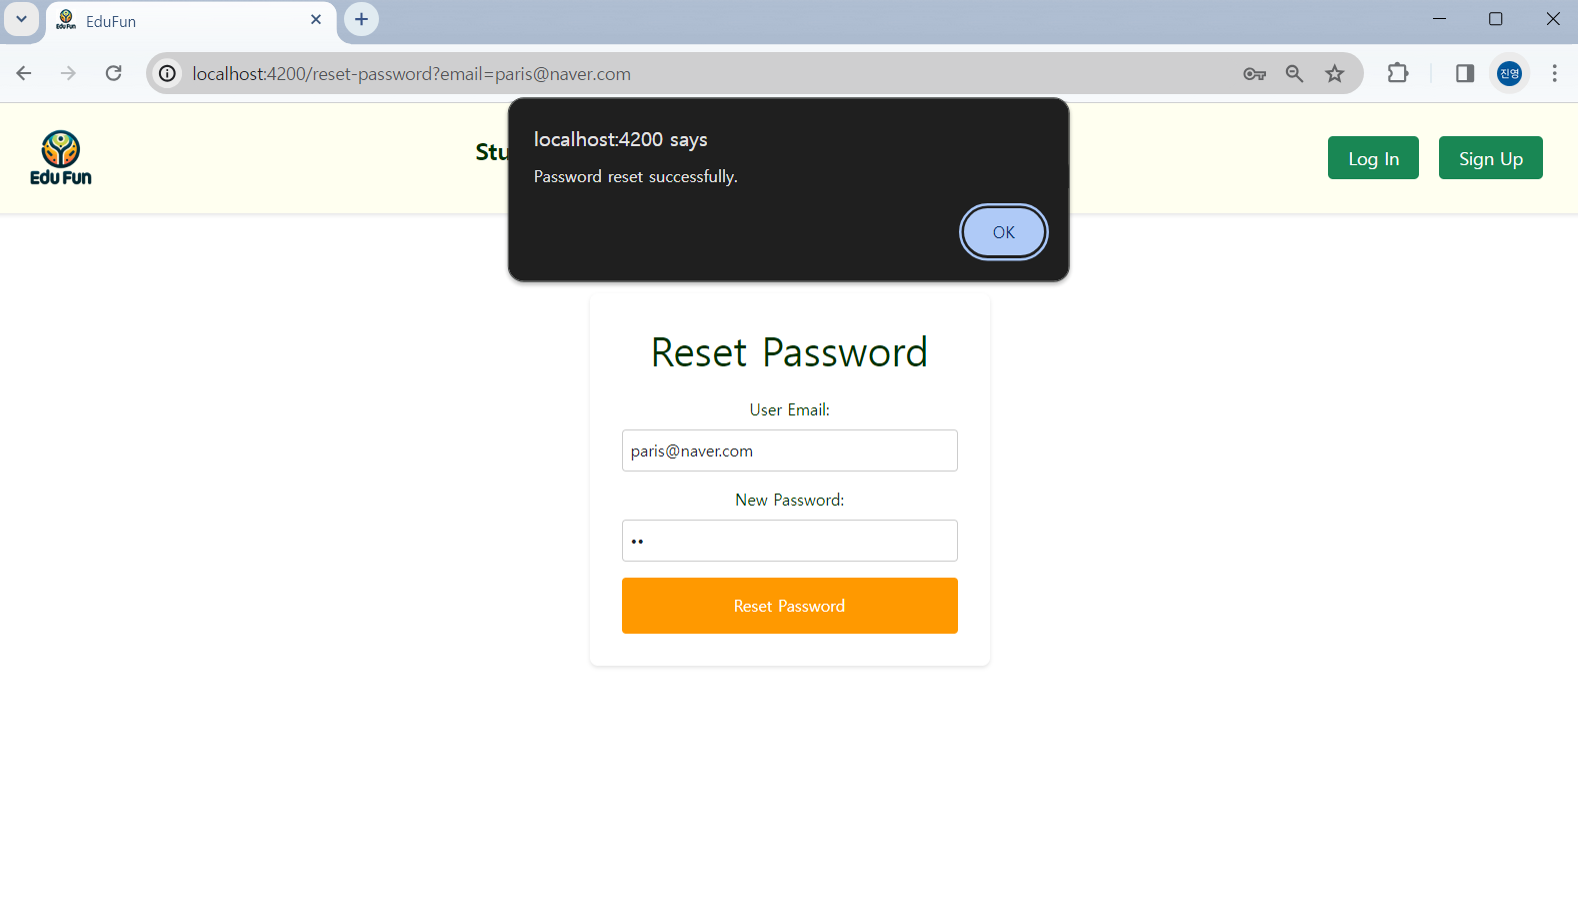 EduFun
localhost:4200/reset-password?email=paris@naver.com
진영
Edu Fun
Stu
Log In
Sign Up
localhost:4200 says
Password reset successfully.
OK
Reset Password
User Email:
paris@naver.com
New Password:
Reset Password